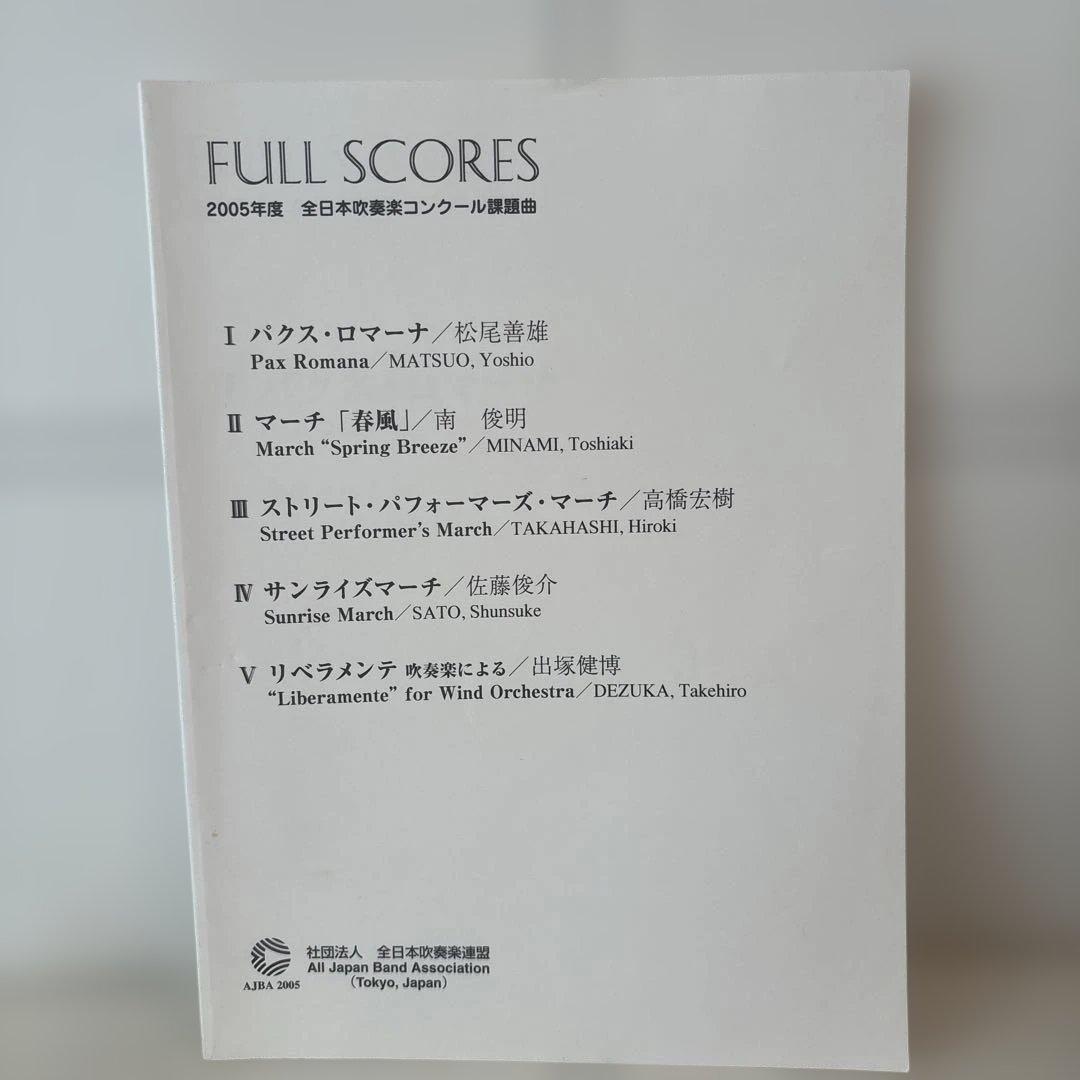 FULL SCORES
2005年度　全日本吹奏楽コンクール課題曲
Ⅰ パクス・ロマーナ／松尾善雄
Pax Romana／MATSUO, Yoshio
Ⅱ マーチ「春風」／南　俊明
March “Spring Breeze”／MINAMI, Toshiaki
Ⅲ ストリート・パフォーマーズ・マーチ／高橋宏樹
Street Performer’s March／TAKAHASHI, Hiroki
Ⅳ サンライズマーチ／佐藤俊介
Sunrise March／SATO, Shunsuke
Ⅴ リベラメンテ 吹奏楽による／出塚健博
“Liberamente” for Wind Orchestra／DEZUKA, Takehiro
社団法人　全日本吹奏楽連盟
All Japan Band Association
（Tokyo, Japan）
AJBA 2005